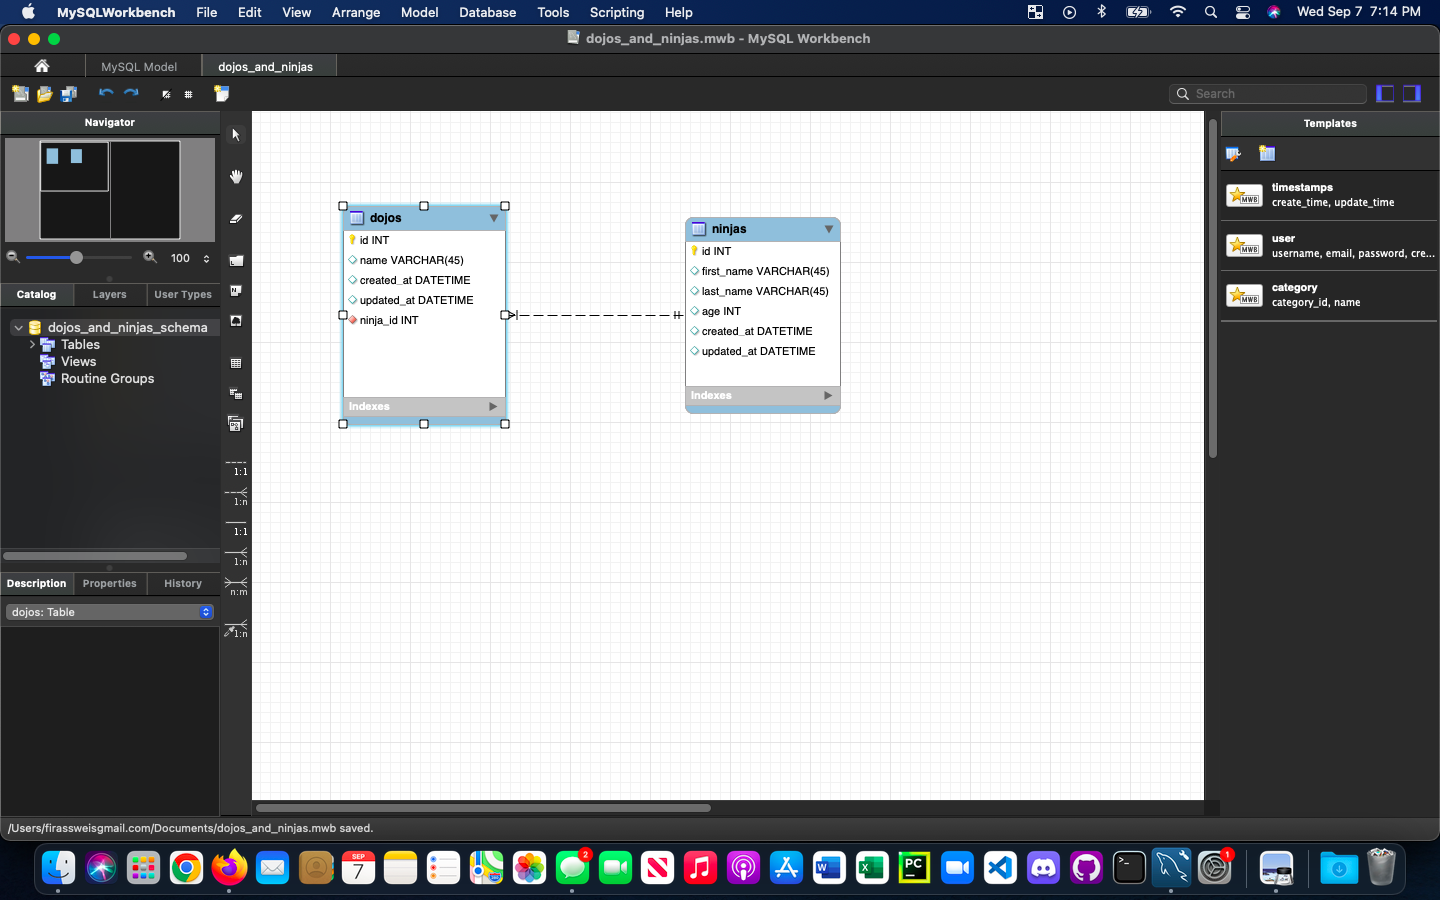 MySQLWorkbench File Edit View Arrange Model Database Tools Scripting Help Wed Sep 7 7:14 PM
dojos_and_ninjas.mwb - MySQL Workbench
MySQL Model dojos_and_ninjas
Search
Navigator
100
Catalog Layers User Types
dojos_and_ninjas_schema
Tables
Views
Routine Groups
Description Properties History
dojos: Table
1:1
1:n
1:1
1:n
n:m
1:n
dojos
id INT
name VARCHAR(45)
created_at DATETIME
updated_at DATETIME
ninja_id INT
Indexes
ninjas
id INT
first_name VARCHAR(45)
last_name VARCHAR(45)
age INT
created_at DATETIME
updated_at DATETIME
Indexes
Templates
MWB
timestamps
create_time, update_time
MWB
user
username, email, password, cre...
MWB
category
category_id, name
/Users/firassweisgmail.com/Documents/dojos_and_ninjas.mwb saved.
SEP
7
2
PC
1